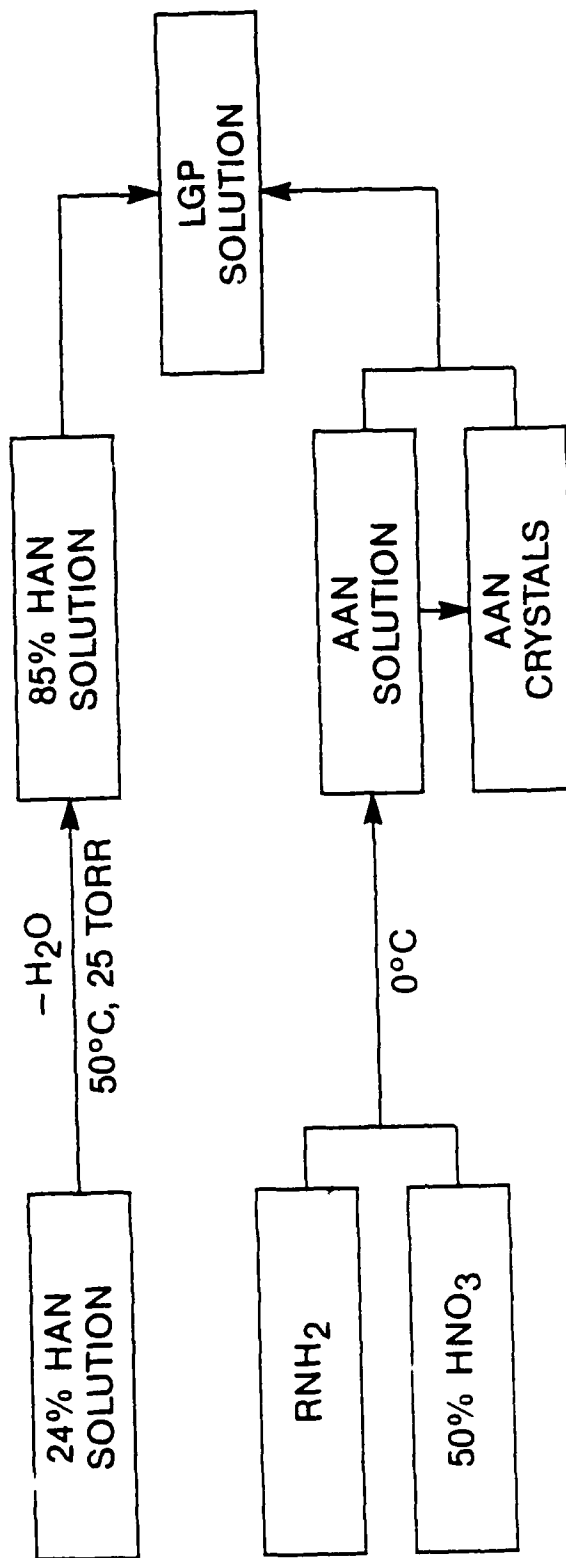 24% HAN
SOLUTION
–H2O
50°C, 25 TORR
85% HAN
SOLUTION
LGP
SOLUTION
RNH2
50% HNO3
0°C
AAN
SOLUTION
AAN
CRYSTALS